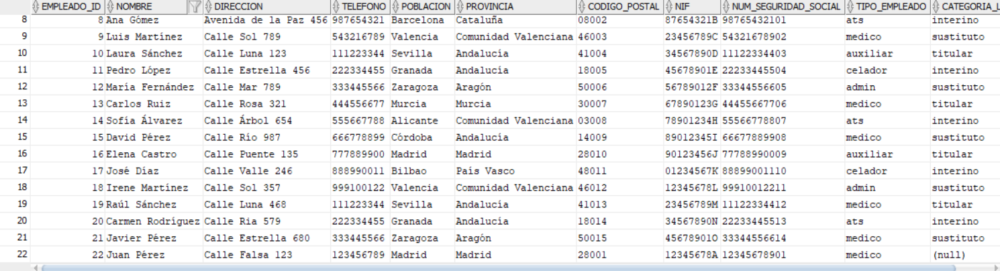 EMPLEADO_ID NOMBRE DIRECCION TELEFONO POBLACION PROVINCIA CODIGO_POSTAL NIF NUM_SEGURIDAD_SOCIAL TIPO_EMPLEADO CATEGORIA_L
8 8 Ana Gómez Avenida de la Paz 456 987654321 Barcelona Cataluña 08002 87654321B 98765432101 ats interino
9 9 Luis Martínez Calle Sol 789 543216789 Valencia Comunidad Valenciana 46003 23456789C 54321678902 medico sustituto
10 10 Laura Sánchez Calle Luna 123 111223344 Sevilla Andalucía 41004 34567890D 11122334403 auxiliar titular
11 11 Pedro López Calle Estrella 456 222334455 Granada Andalucía 18005 45678901E 22233445504 celador interino
12 12 María Fernández Calle Mar 789 333445566 Zaragoza Aragón 50006 56789012F 33344556605 admin sustituto
13 13 Carlos Ruiz Calle Rosa 321 444556677 Murcia Murcia 30007 67890123G 44455667706 medico titular
14 14 Sofía Álvarez Calle Árbol 654 555667788 Alicante Comunidad Valenciana 03008 78901234H 55566778807 ats interino
15 15 David Pérez Calle Río 987 666778899 Córdoba Andalucía 14009 89012345I 66677889908 medico sustituto
16 16 Elena Castro Calle Puente 135 777889900 Madrid Madrid 28010 90123456J 77788990009 auxiliar titular
17 17 José Díaz Calle Valle 246 888990011 Bilbao País Vasco 48011 01234567K 88899001110 celador interino
18 18 Irene Martínez Calle Sol 357 999100122 Valencia Comunidad Valenciana 46012 12345678L 99910012211 admin sustituto
19 19 Raúl Sánchez Calle Luna 468 111223344 Sevilla Andalucía 41013 23456789M 11122334412 medico titular
20 20 Carmen Rodríguez Calle Ria 579 222334455 Granada Andalucía 18014 34567890N 22233445513 ats interino
21 21 Javier Pérez Calle Estrella 680 333445566 Zaragoza Aragón 50015 45678901O 33344556614 medico sustituto
22 22 Juan Pérez Calle Falsa 123 123456789 Madrid Madrid 28001 12345678A 12345678901 medico (null)